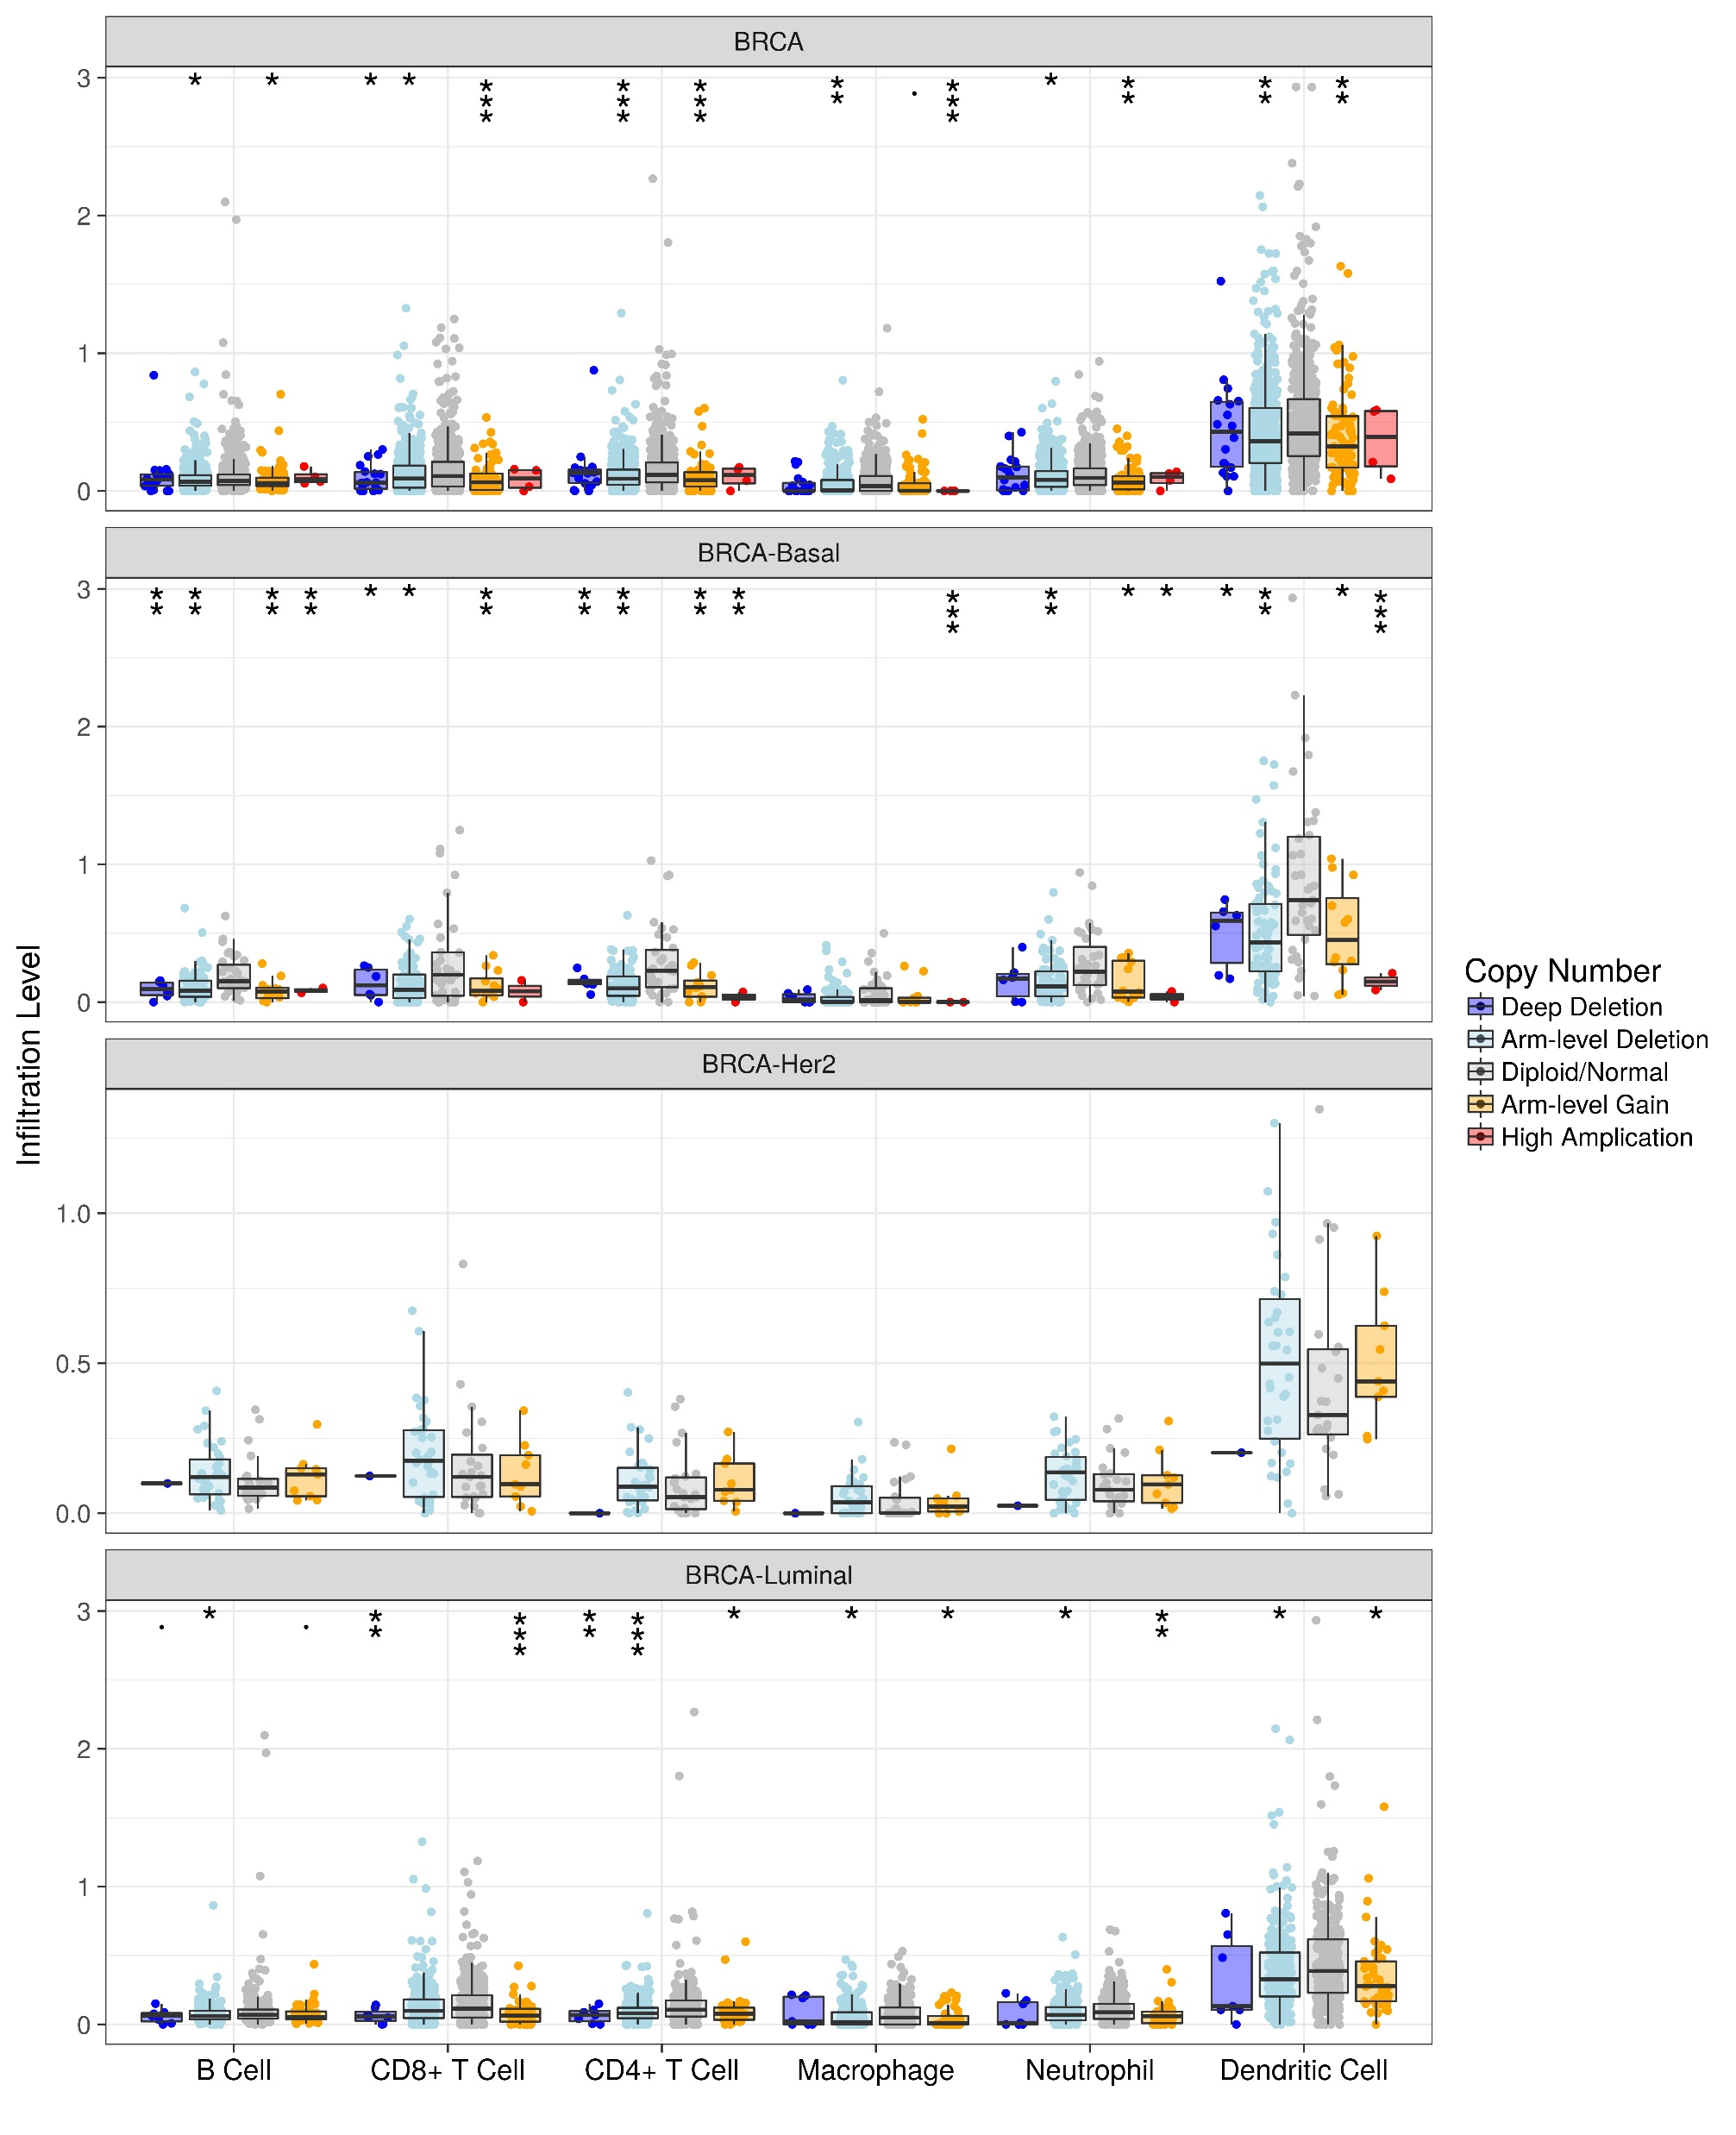 BRCA
3
2
1
0
* * * * *** *** *** ** . *** * ** ** **
BRCA-Basal
3
2
1
0
** ** ** ** * * ** ** ** ** ** *** ** * * * ** * ***
BRCA-Her2
1.0
0.5
0.0
BRCA-Luminal
3
2
1
0
. * . ** *** ** *** * * * * ** * *
B Cell CD8+ T Cell CD4+ T Cell Macrophage Neutrophil Dendritic Cell
Infiltration Level
Copy Number
Deep Deletion
Arm-level Deletion
Diploid/Normal
Arm-level Gain
High Amplication